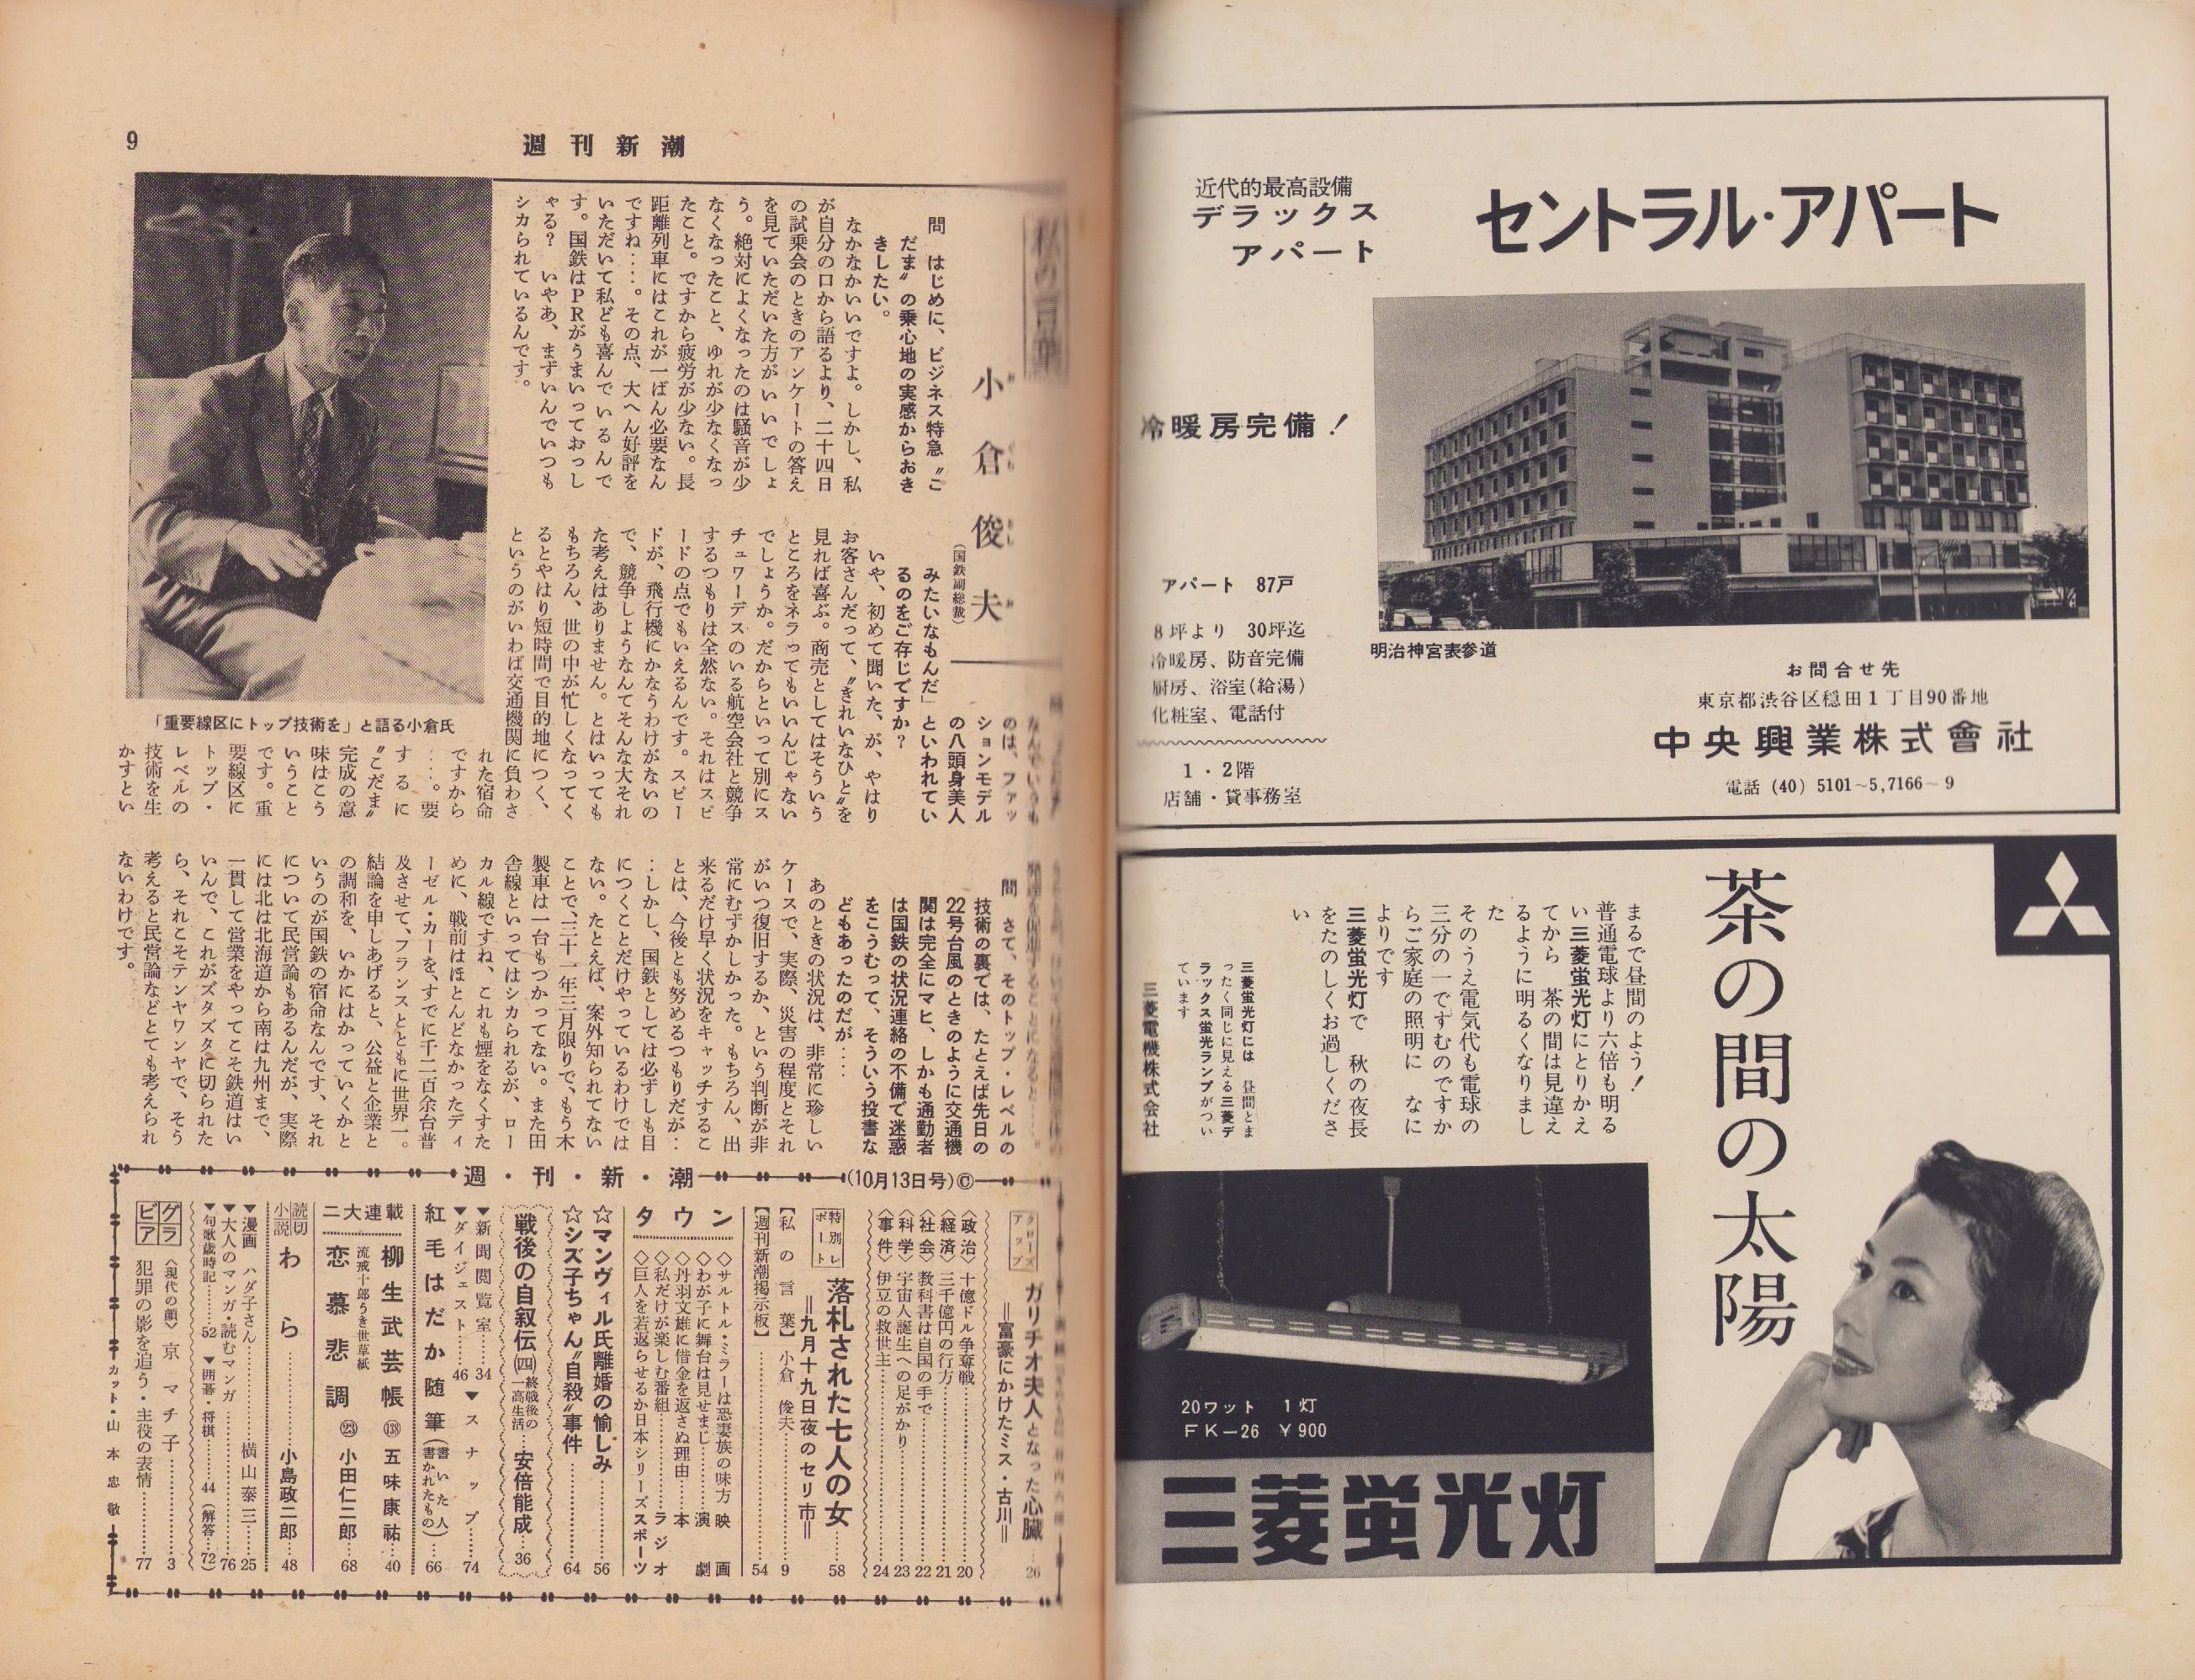 セントラル・アパート
近代的最高設備
デラックス
アパート
冷暖房完備!
アパート 87戸
8坪より 30坪迄
冷暖房、防音完備
厨房、浴室(給湯)
化粧室、電話付
1・2階
店舗・貸事務室
明治神宮表参道
お問合せ先
東京都渋谷区穏田1丁目90番地
中央興業株式會社
電話 (40) 5101~5,7166~9
茶の間の太陽
まるで昼間のよう!
普通電球より六倍も明る
い三菱蛍光灯にとりかえ
てから 茶の間は見違え
るように明るくなりまし
た
そのうえ電気代も電球の
三分の一ですむのですか
らご家庭の照明に なに
よりです
三菱蛍光灯で 秋の夜長
をたのしくお過しくださ
い
三菱蛍光灯には 昼間とま
ったく同じに見える三菱デ
ラックス蛍光ランプがつい
ています
三菱電機株式会社
20ワット 1灯
FK-26 ¥900
三菱蛍光灯
9
週刊新潮
私の言葉
小倉俊夫
(国鉄副総裁)
問 はじめに、ビジネス特急〝こ
だま〟の乗心地の実感からおき
きしたい。
なかなかいいですよ。しかし、私
が自分の口から語るより、二十四日
の試乗会のときのアンケートの答え
を見ていただいた方がいいでしょ
う。絶対によくなったのは騒音が少
なくなったこと、ゆれが少なくなっ
たこと。ですから疲労が少ない。長
距離列車にはこれが一ばん必要なん
ですね‥‥。その点、大へん好評を
いただいて私ども喜んでいるんで
す。国鉄はPRがうまいっておっし
ゃる? いやあ、まずいんでいつも
シカられているんです。
のは、ファッ
ションモデル
の八頭身美人
みたいなもんだ」といわれてい
るのをご存じですか?
いや、初めて聞いた、が、やはり
お客さんだって、〝きれいなひと〟を
見れば喜ぶ。商売としてはそういう
ところをネラってもいいんじゃない
でしょうか。だからといって別にス
チュワーデスのいる航空会社と競争
するつもりは全然ない。それはスピ
ードの点でもいえるんです。スピー
ドが、飛行機にかなうわけがないの
で、競争しようなんてそんな大それ
た考えはありません。とはいっても
もちろん、世の中が忙しくなってく
るとやはり短時間で目的地につく、
というのがいわば交通機関に負わさ
れた宿命
ですから
‥‥。要
するに
〝こだま〟
完成の意
味はこう
いうこと
です。重
要線区に
トップ・
レベルの
技術を生
かすとい
「重要線区にトップ技術を」と語る小倉氏
問 さて、そのトップ・レベルの
技術の裏では、たとえば先日の
22号台風のときのように交通機
関は完全にマヒ、しかも通勤者
は国鉄の状況連絡の不備で迷惑
をこうむって、そういう投書な
どもあったのだが‥‥
あのときの状況は、非常に珍しい
ケースで、実際、災害の程度とそれ
がいつ復旧するか、という判断が非
常にむずかしかった。もちろん、出
来るだけ早く状況をキャッチするこ
とは、今後とも努めるつもりだが‥
‥しかし、国鉄としては必ずしも目
につくことだけやっているわけでは
ない。たとえば、案外知られてない
ことで、三十一年三月限りで、もう木
製車は一台もつかってない。また田
舎線といってはシカられるが、ロー
カル線ですね、これも煙をなくすた
めに、戦前はほとんどなかったディ
ーゼル・カーを、すでに千二百余台普
及させて、フランスとともに世界一。
結論を申しあげると、公益と企業と
の調和を、いかにはかっていくかと
いうのが国鉄の宿命なんです、それ
について民営論もあるんだが、実際
には北は北海道から南は九州まで、
一貫して営業をやってこそ鉄道はい
いんで、これがズタズタに切られた
ら、それこそテンヤワンヤで、そう
考えると民営論などとても考えられ
ないわけです。
週・刊・新・潮
(10月13日号)©
クローズアップ
ガリチオ夫人となった心臓 26
=富豪にかけたミス・古川=
〈政治〉十億ドル争奪戦 20
〈経済〉三千億円の行方 21
〈社会〉教科書は自国の手で 22
〈科学〉宇宙人誕生への足がかり 23
〈事件〉伊豆の救世主 24
特別レポート
落札された七人の女 58
=九月十九日夜のセリ市=
【私の言葉】小倉俊夫 9
【週刊新潮掲示板】 54
タウン
◇サルトル・ミラーは恐妻族の味方 映画
◇わが子に舞台は見せまじ 演劇
◇丹羽文雄に借金を返さぬ理由 本
◇私だけが楽しむ番組 ラジオ
◇巨人を若返らせるか日本シリーズ スポーツ
☆マンヴィル氏離婚の愉しみ 56
☆シズ子ちゃん〝自殺〟事件 64
戦後の自叙伝(四) 終戦後の一高生活 安倍能成 36
▼新聞閲覧室 34 ▼スナップ 74
▼ダイジェスト 46
紅毛はだか随筆 (書いた人書かれたもの) 66
二大連載
柳生武芸帳 (138) 五味康祐 40
流戒十郎うき世草紙
恋慕悲調 (23) 小田仁二郎 68
読切小説
わら 小島政二郎 48
▼漫画 ハダ子さん 横山泰三 25
▼大人のマンガ・読むマンガ 76
▼句歌歳時記 52 ▼囲碁・将棋 44 (解答 72)
グラビア
〈現代の顔〉京マチ子 3
犯罪の影を追う・主役の表情 77
カット・山本忠敬